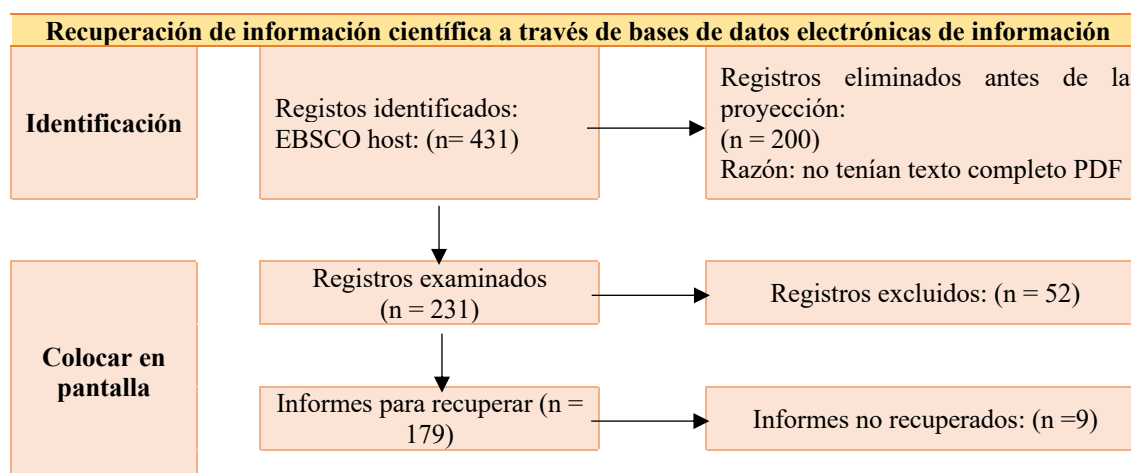 Recuperación de información científica a través de bases de datos electrónicas de información
Identificación
Registos identificados:
EBSCO host: (n= 431)
Registros eliminados antes de la
proyección:
(n = 200)
Razón: no tenían texto completo PDF
Colocar en
pantalla
Registros examinados
(n = 231)
Registros excluidos: (n = 52)
Informes para recuperar (n =
179)
Informes no recuperados: (n =9)